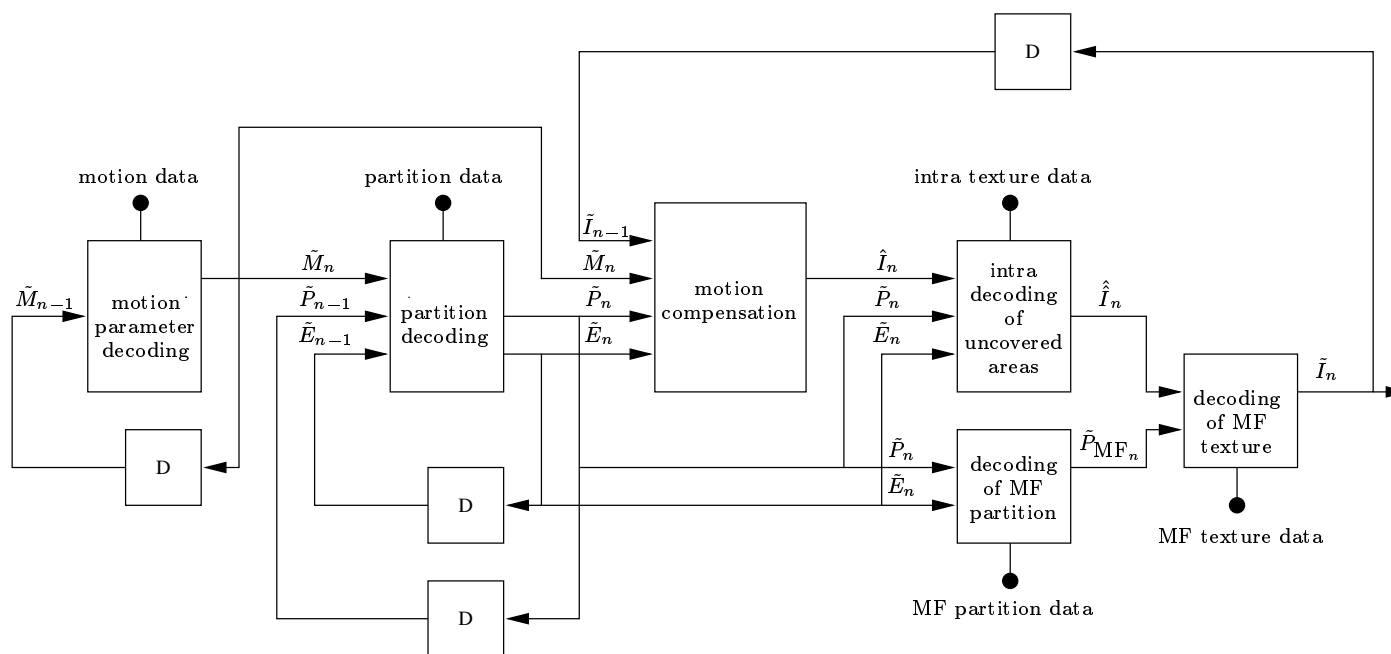 D
motion data
partition data
intra texture data
Ĩₙ₋₁
M̃ₙ
M̃ₙ
Îₙ
M̃ₙ₋₁
P̃ₙ₋₁
P̃ₙ
P̃ₙ
Ẽₙ₋₁
Ẽₙ
Ẽₙ
motion
parameter
decoding
partition
decoding
motion
compensation
intra
decoding
of
uncovered
areas
Î̂ₙ
Ĩₙ
decoding
of MF
texture
D
P̃ₙ
Ẽₙ
decoding
of MF
partition
P̃MFₙ
D
MF texture data
D
MF partition data